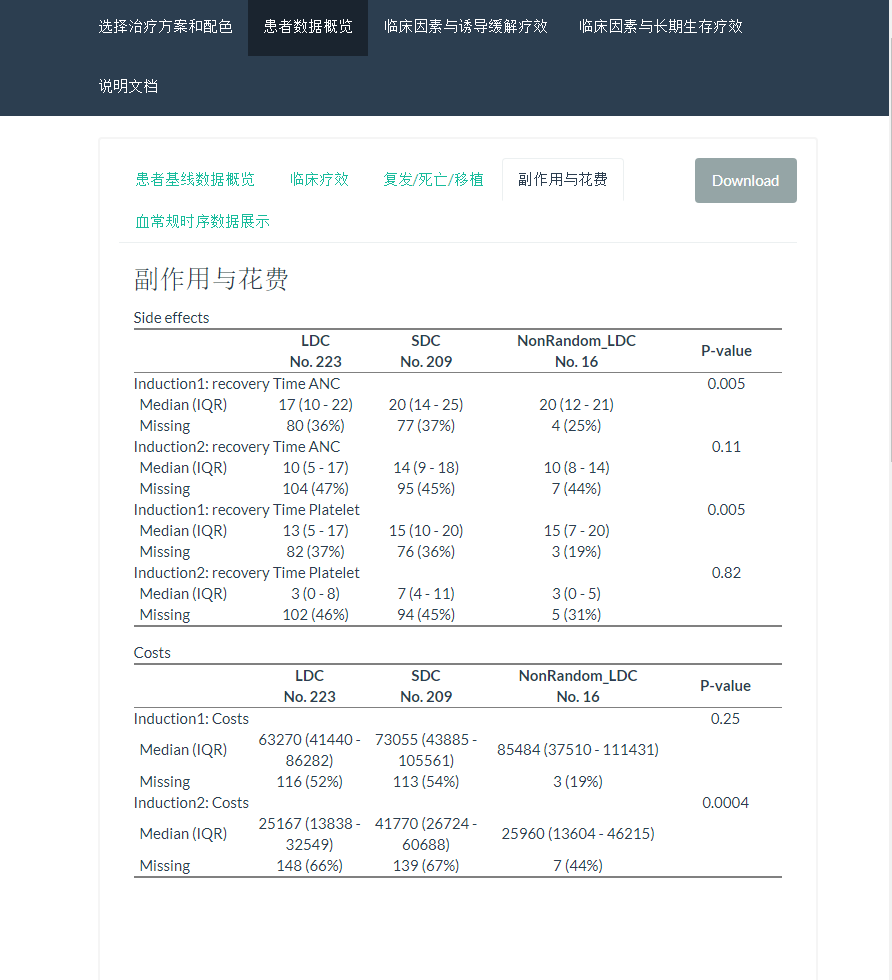 选择治疗方案和配色 患者数据概览 临床因素与诱导缓解疗效 临床因素与长期生存疗效
说明文档
患者基线数据概览 临床疗效 复发/死亡/移植 副作用与花费 Download
血常规时序数据展示
副作用与花费
Side effects
LDC SDC NonRandom_LDC P-value
No. 223 No. 209 No. 16
Induction1: recovery Time ANC 0.005
Median (IQR) 17 (10 - 22) 20 (14 - 25) 20 (12 - 21)
Missing 80 (36%) 77 (37%) 4 (25%)
Induction2: recovery Time ANC 0.11
Median (IQR) 10 (5 - 17) 14 (9 - 18) 10 (8 - 14)
Missing 104 (47%) 95 (45%) 7 (44%)
Induction1: recovery Time Platelet 0.005
Median (IQR) 13 (5 - 17) 15 (10 - 20) 15 (7 - 20)
Missing 82 (37%) 76 (36%) 3 (19%)
Induction2: recovery Time Platelet 0.82
Median (IQR) 3 (0 - 8) 7 (4 - 11) 3 (0 - 5)
Missing 102 (46%) 94 (45%) 5 (31%)
Costs
LDC SDC NonRandom_LDC P-value
No. 223 No. 209 No. 16
Induction1: Costs 0.25
Median (IQR) 63270 (41440 - 86282) 73055 (43885 - 105561) 85484 (37510 - 111431)
Missing 116 (52%) 113 (54%) 3 (19%)
Induction2: Costs 0.0004
Median (IQR) 25167 (13838 - 32549) 41770 (26724 - 60688) 25960 (13604 - 46215)
Missing 148 (66%) 139 (67%) 7 (44%)